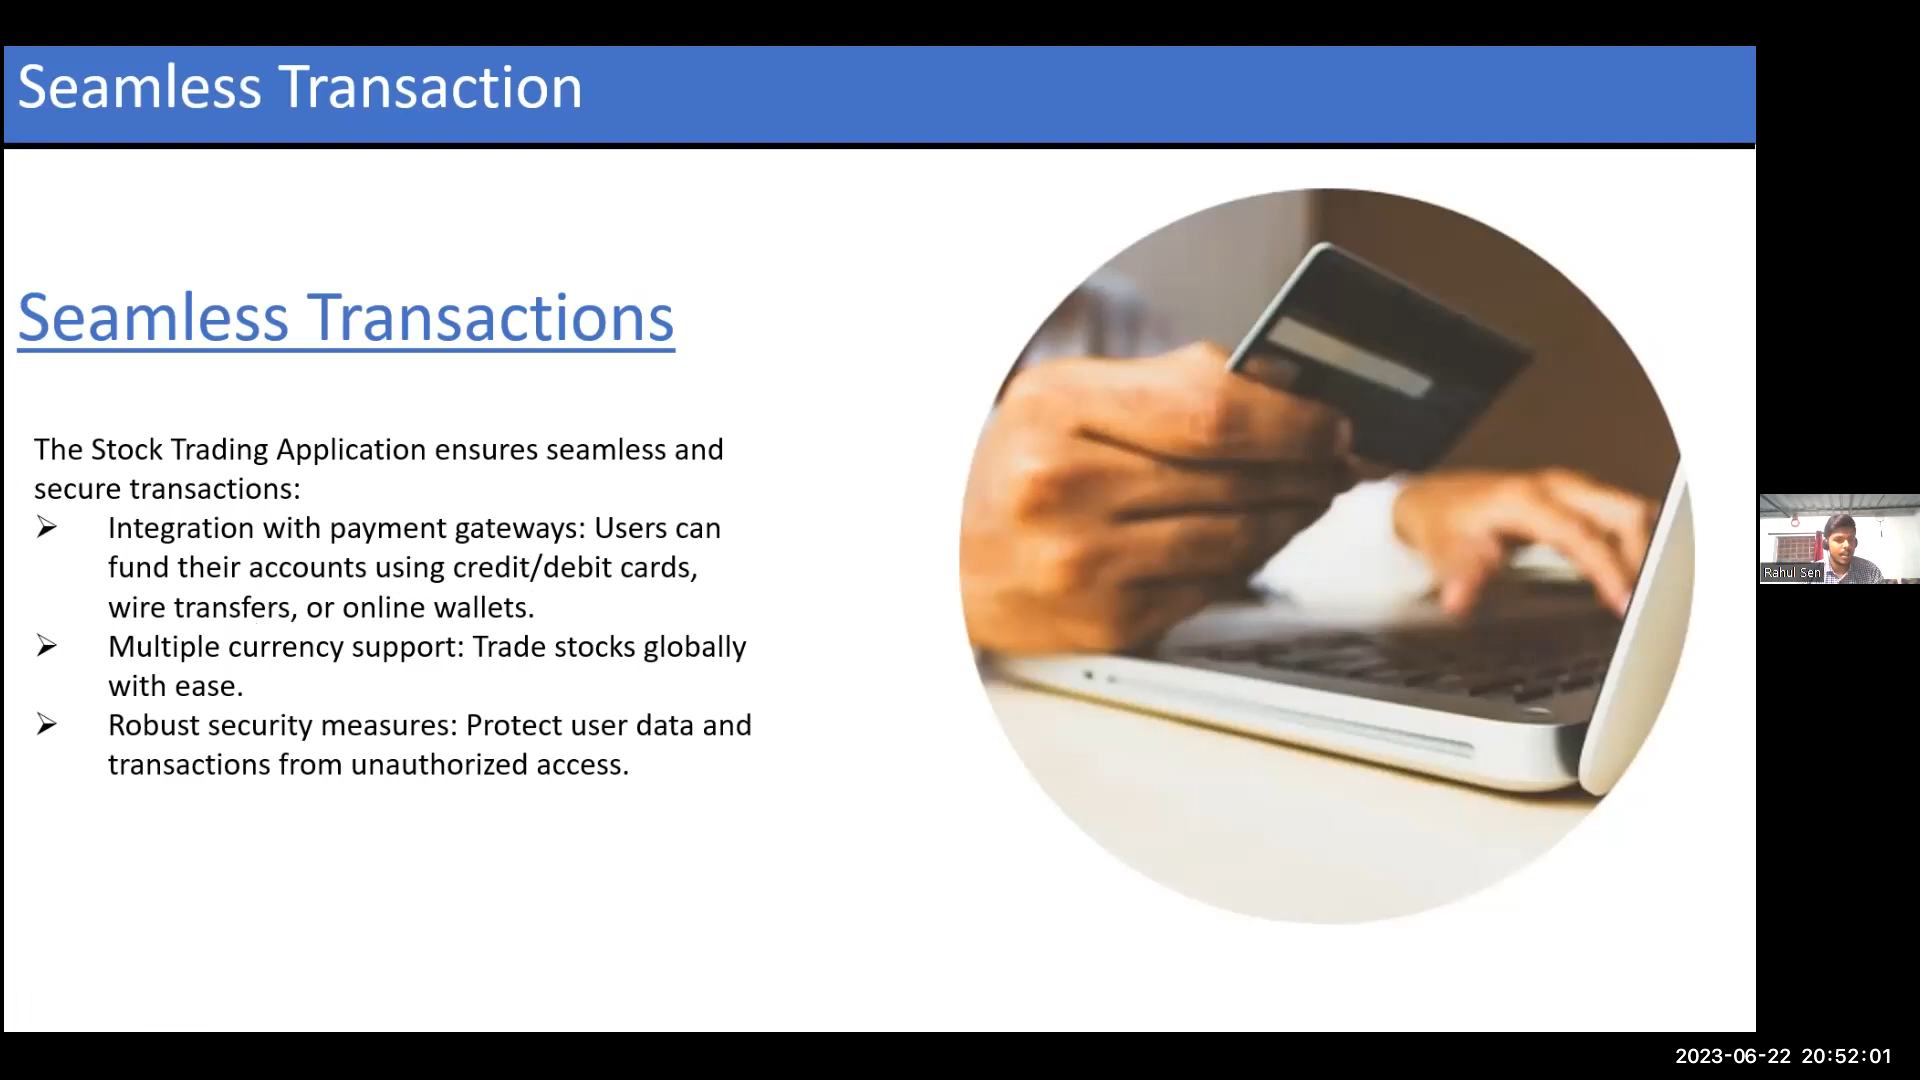 Seamless Transaction
Seamless Transactions
The Stock Trading Application ensures seamless and
secure transactions:
➢ Integration with payment gateways: Users can
fund their accounts using credit/debit cards,
wire transfers, or online wallets.
➢ Multiple currency support: Trade stocks globally
with ease.
➢ Robust security measures: Protect user data and
transactions from unauthorized access.
Rahul Sen
2023-06-22 20:52:01